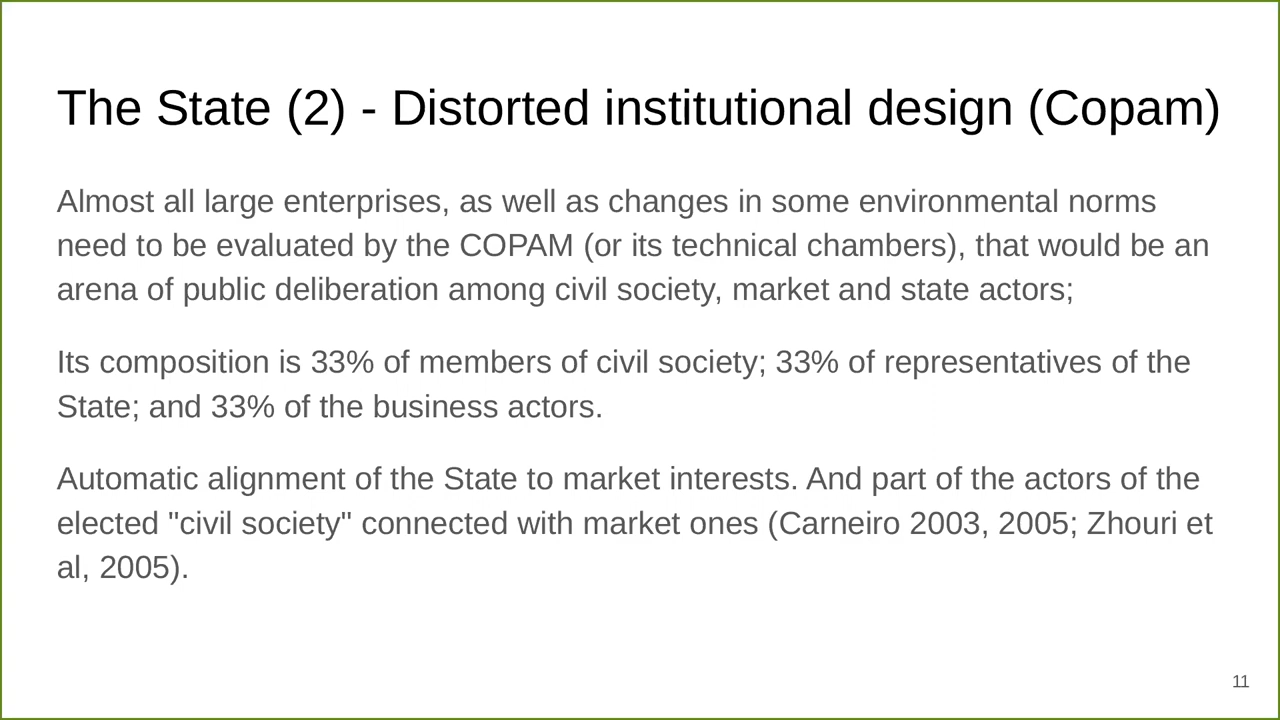 The State (2) - Distorted institutional design (Copam)
Almost all large enterprises, as well as changes in some environmental norms
need to be evaluated by the COPAM (or its technical chambers), that would be an
arena of public deliberation among civil society, market and state actors;
Its composition is 33% of members of civil society; 33% of representatives of the
State; and 33% of the business actors.
Automatic alignment of the State to market interests. And part of the actors of the
elected "civil society" connected with market ones (Carneiro 2003, 2005; Zhouri et
al, 2005).
11